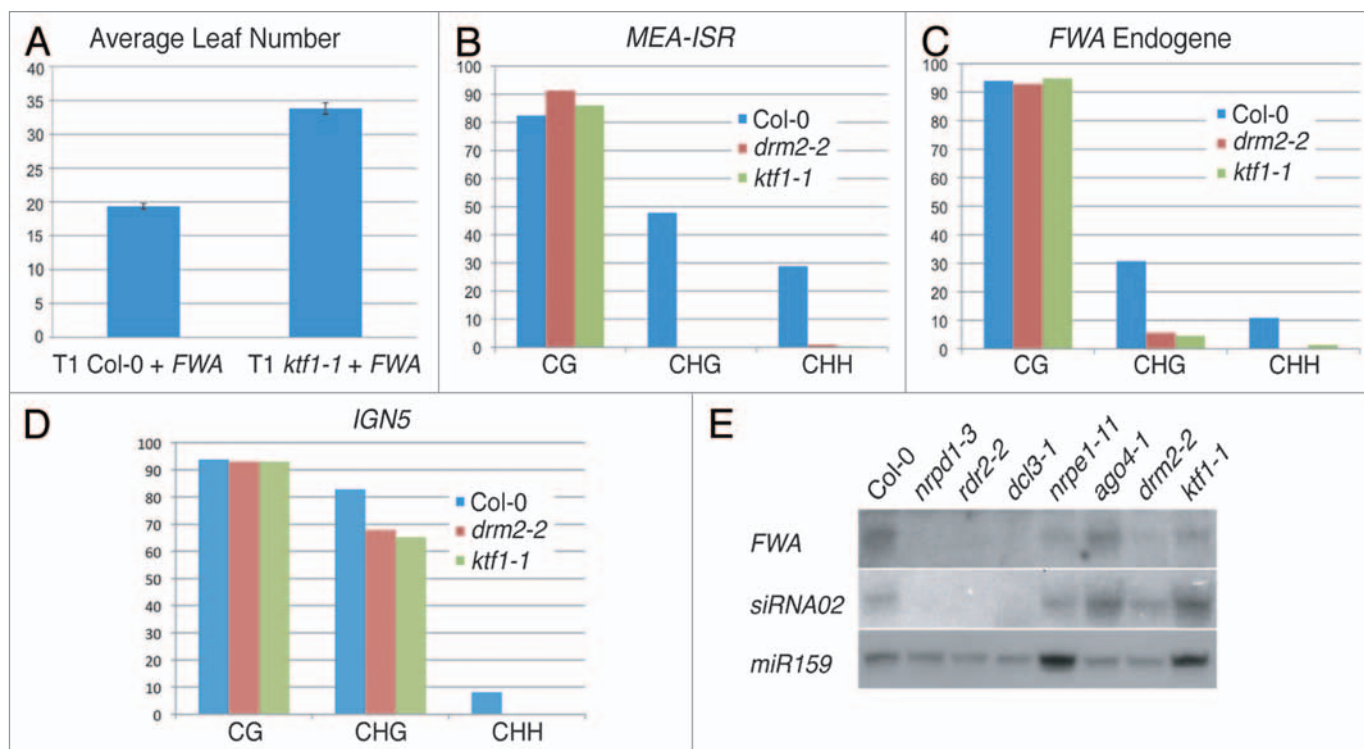 A
Average Leaf Number
40
35
30
25
20
15
10
5
0
T1 Col-0 + FWA
T1 ktf1-1 + FWA
B
MEA-ISR
100
90
80
70
60
50
40
30
20
10
0
Col-0
drm2-2
ktf1-1
CG
CHG
CHH
C
FWA Endogene
100
90
80
70
60
50
40
30
20
10
0
Col-0
drm2-2
ktf1-1
CG
CHG
CHH
D
IGN5
100
90
80
70
60
50
40
30
20
10
0
Col-0
drm2-2
ktf1-1
CG
CHG
CHH
E
Col-0
nrpd1-3
rdr2-2
dcl3-1
nrpe1-11
ago4-1
drm2-2
ktf1-1
FWA
siRNA02
miR159